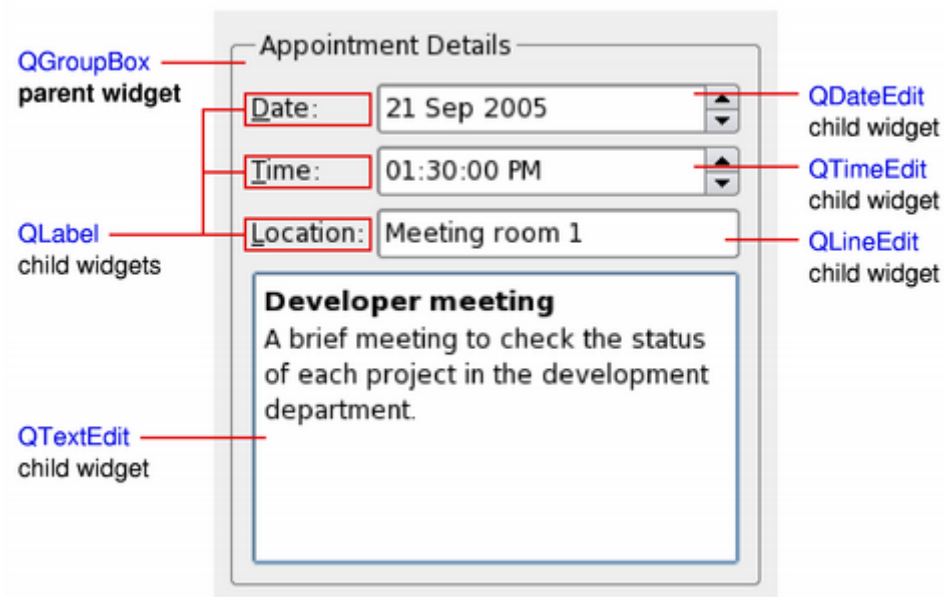 Appointment Details
QGroupBox
parent widget
Date:
21 Sep 2005
QDateEdit
child widget
Time:
01:30:00 PM
QTimeEdit
child widget
QLabel
child widgets
Location:
Meeting room 1
QLineEdit
child widget
Developer meeting
A brief meeting to check the status
of each project in the development
department.
QTextEdit
child widget